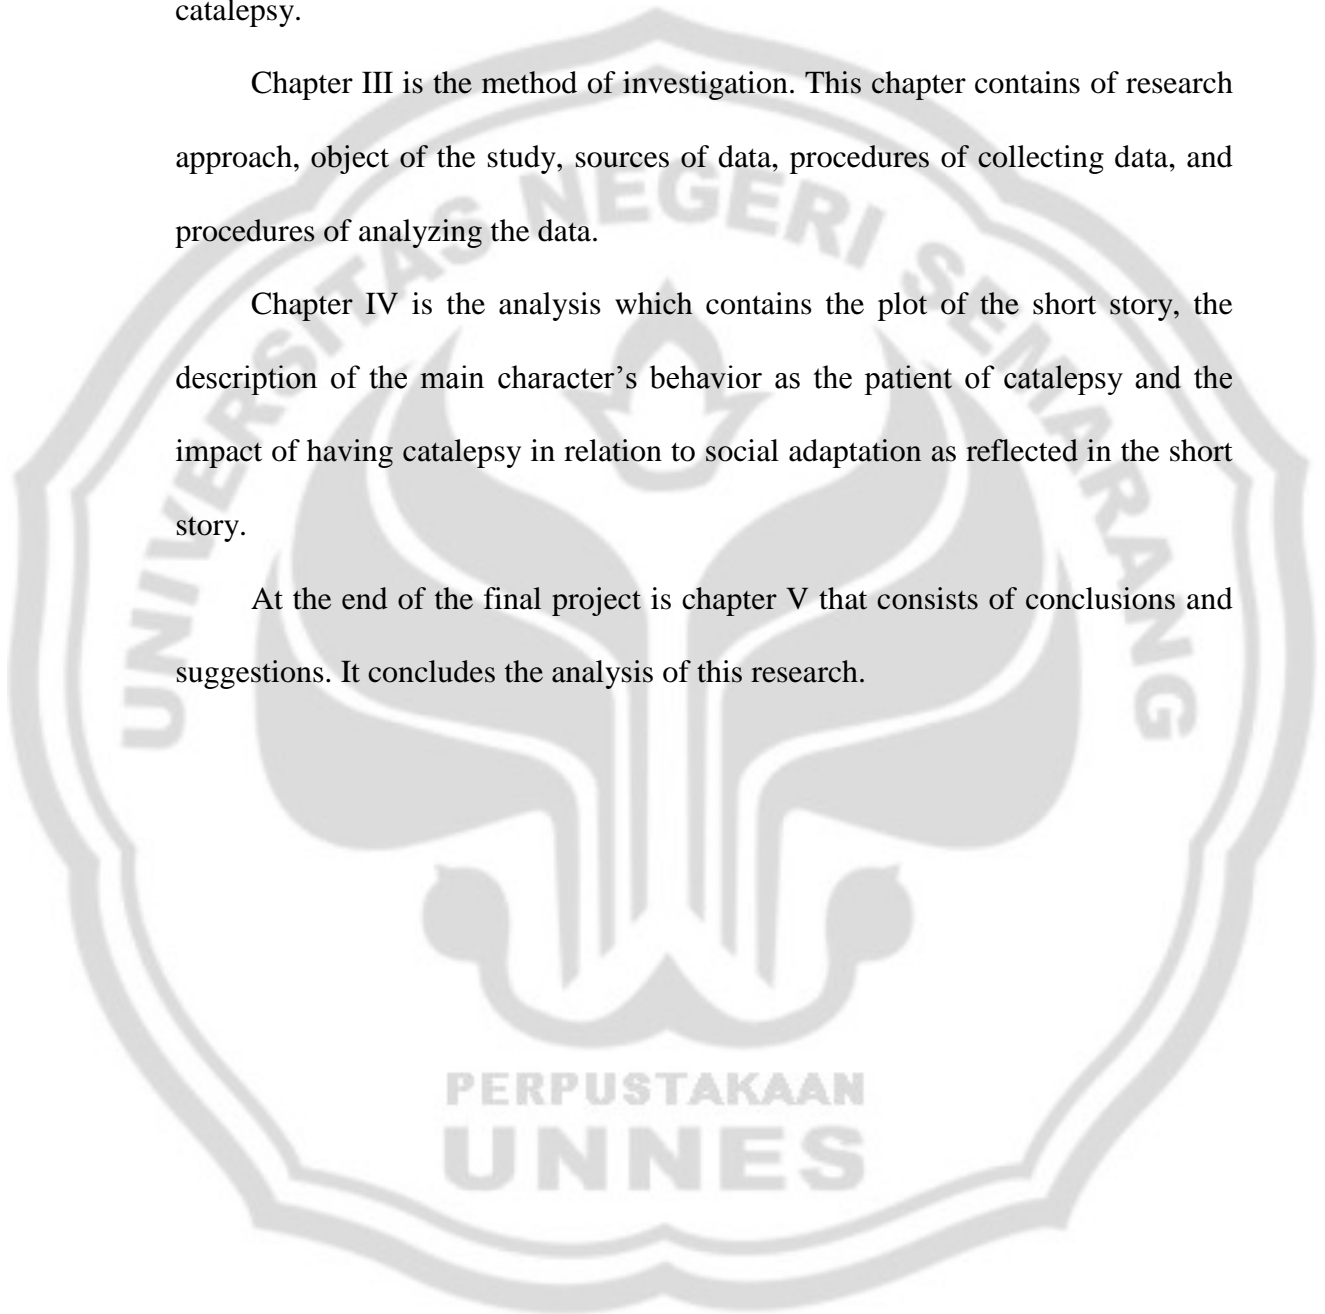 catalepsy.
Chapter III is the method of investigation. This chapter contains of research
approach, object of the study, sources of data, procedures of collecting data, and
procedures of analyzing the data.
Chapter IV is the analysis which contains the plot of the short story, the
description of the main character’s behavior as the patient of catalepsy and the
impact of having catalepsy in relation to social adaptation as reflected in the short
story.
At the end of the final project is chapter V that consists of conclusions and
suggestions. It concludes the analysis of this research.
UNIVERSITAS NEGERI SEMARANG
PERPUSTAKAAN
UNNES